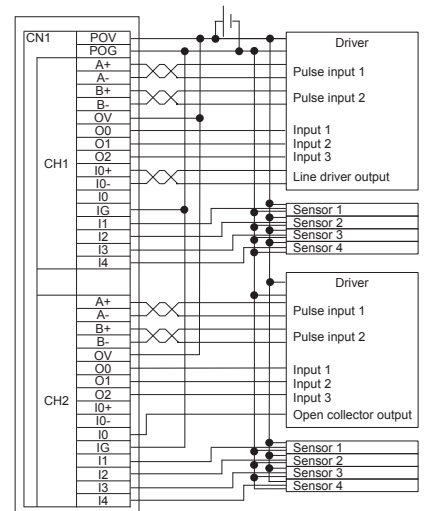 CN1
POV
POG
CH1
A+
A-
B+
B-
OV
O0
O1
O2
I0+
I0-
I0
IG
I1
I2
I3
I4
Driver
Pulse input 1
Pulse input 2
Input 1
Input 2
Input 3
Line driver output
Sensor 1
Sensor 2
Sensor 3
Sensor 4
CH2
A+
A-
B+
B-
OV
O0
O1
O2
I0+
I0-
I0
IG
I1
I2
I3
I4
Driver
Pulse input 1
Pulse input 2
Input 1
Input 2
Input 3
Open collector output
Sensor 1
Sensor 2
Sensor 3
Sensor 4